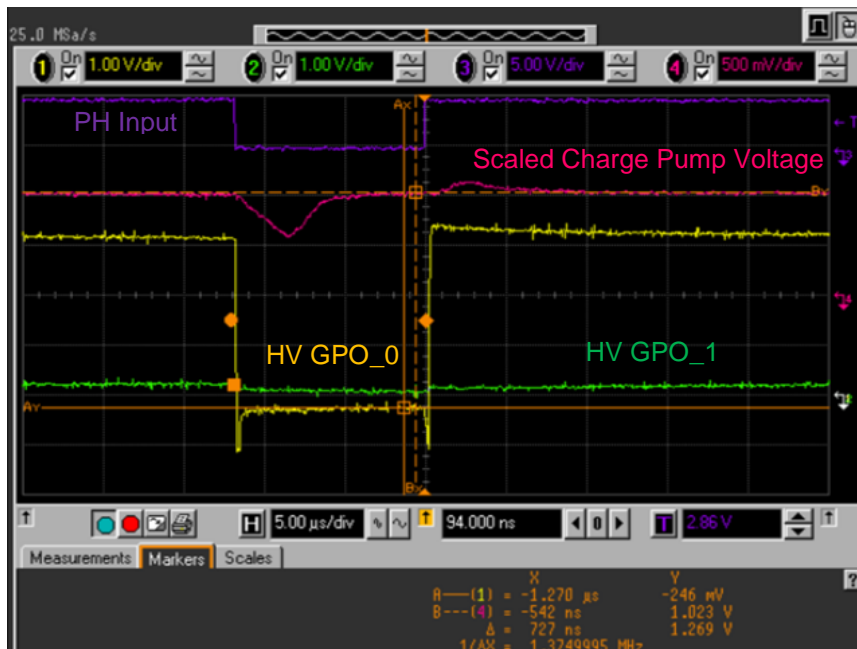 25.0 MSa/s
1 On 1.00 V/div 2 On 1.00 V/div 3 On 5.00 V/div 4 On 500 mV/div
Ax
PH Input
T
Scaled Charge Pump Voltage
By
HV GPO_0
HV GPO_1
Ay
Bx
H 5.00 µs/div 94.000 ns 0 T 2.86 V
Measurements Markers Scales
?
X Y
A──(1) = -1.270 µs -246 mV
B---(4) = -542 ns 1.023 V
Δ = 727 ns 1.269 V
1/ΔX = 1.3749995 MHz